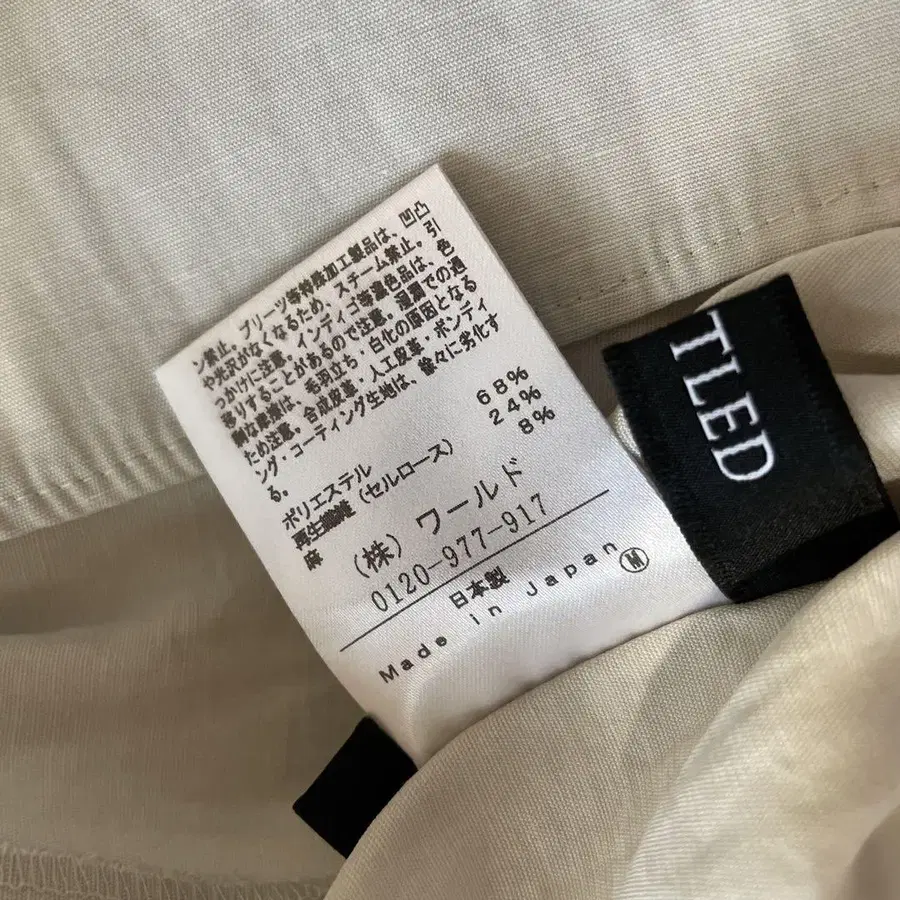 ン禁止。プリーツ等特殊加工製品は、凹凸
や光沢がなくなるため、スチーム禁止。引
っかけに注意。インディゴ等濃色品は、色
移りすることがあるので注意。湿潤での過
剰な摩擦は、毛羽立ち・白化の原因となる
ため注意。合成皮革・人工皮革・ボンディ
ング・コーティング生地は、徐々に劣化す
る。
ポリエステル 68%
再生繊維(セルロース) 24%
麻 8%
(株) ワールド
0120-977-917
日本製
Made in Japan M
TLED